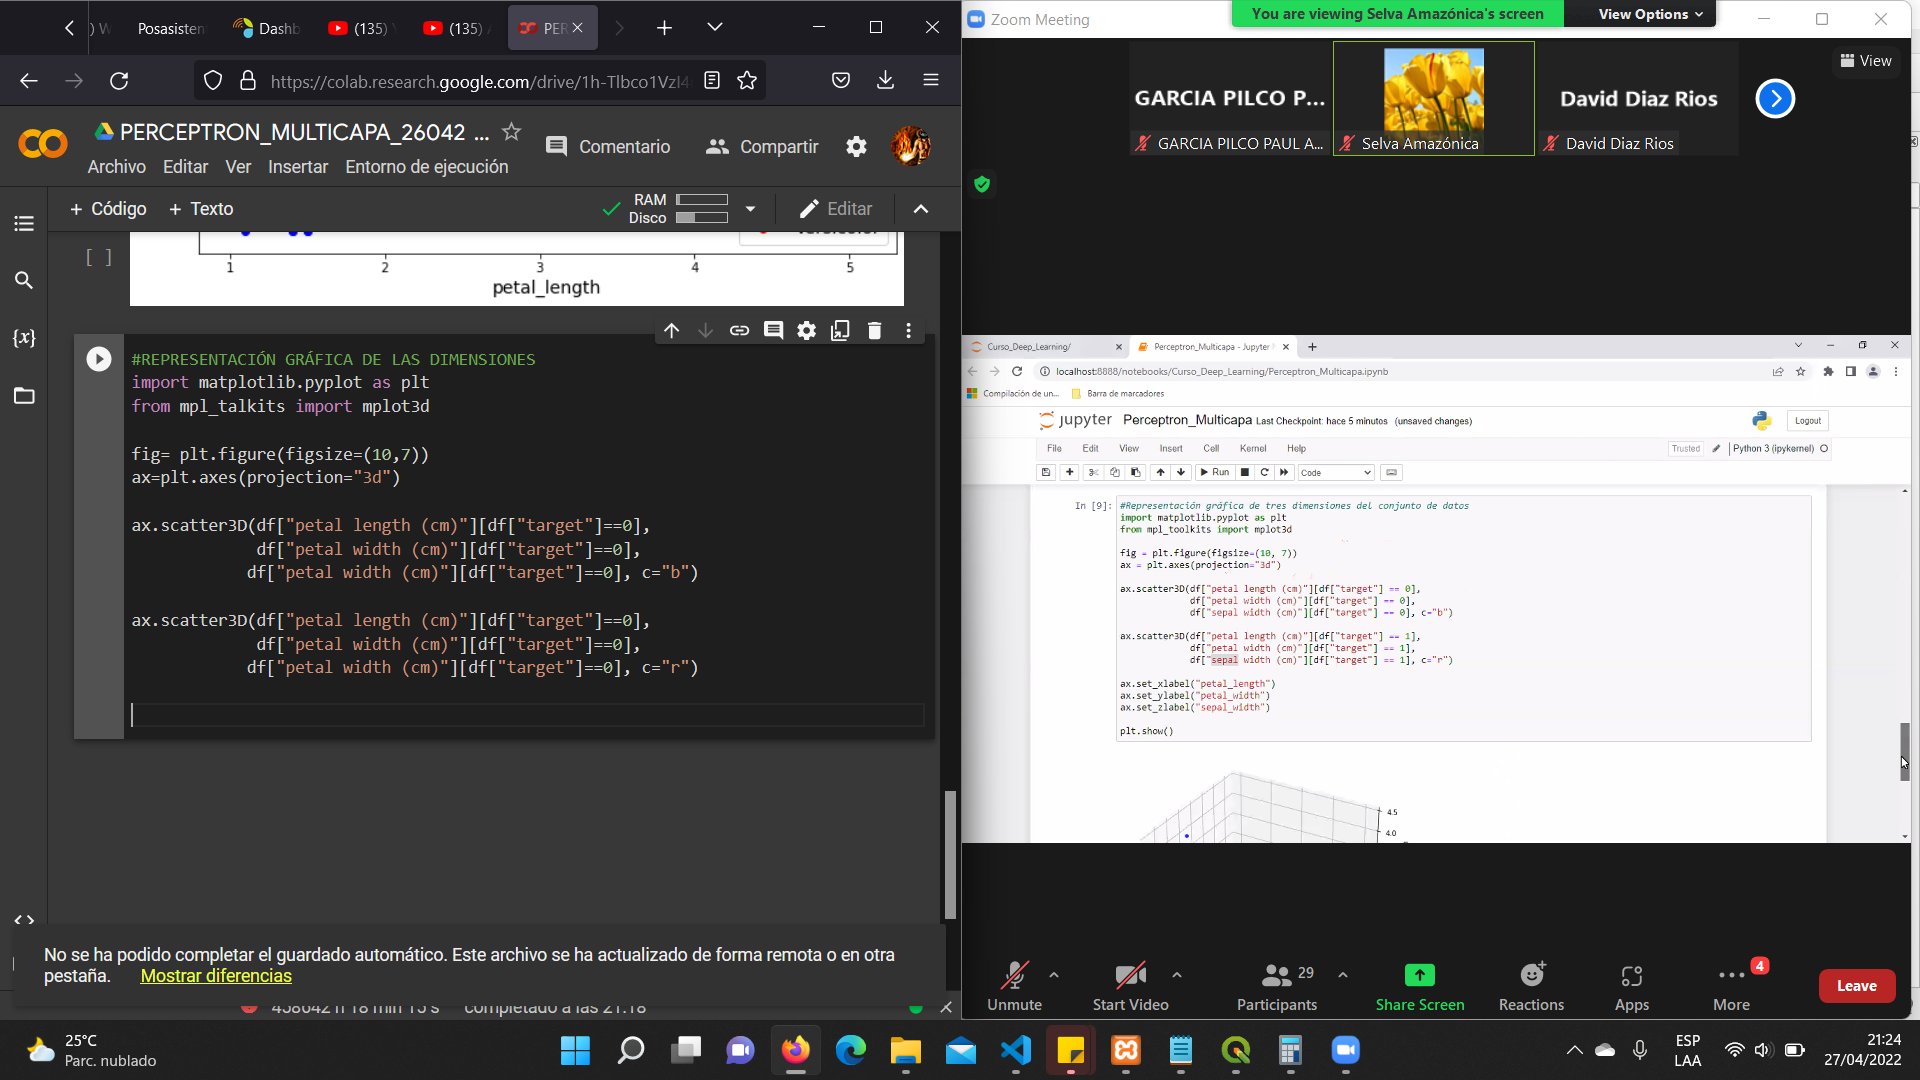 Posasisten
Dashb
(135)
(135)
PER
https://colab.research.google.com/drive/1h-Tlbco1Vzl4
PERCEPTRON_MULTICAPA_26042 ...
Comentario
Compartir
Archivo Editar Ver Insertar Entorno de ejecución
+ Código + Texto
RAM
Disco
Editar
[ ]
1 2 3 4 5
petal_length
{x}
#REPRESENTACIÓN GRÁFICA DE LAS DIMENSIONES
import matplotlib.pyplot as plt
from mpl_talkits import mplot3d
fig= plt.figure(figsize=(10,7))
ax=plt.axes(projection="3d")
ax.scatter3D(df["petal length (cm)"][df["target"]==0],
df["petal width (cm)"][df["target"]==0],
df["petal width (cm)"][df["target"]==0], c="b")
ax.scatter3D(df["petal length (cm)"][df["target"]==0],
df["petal width (cm)"][df["target"]==0],
df["petal width (cm)"][df["target"]==0], c="r")
No se ha podido completar el guardado automático. Este archivo se ha actualizado de forma remota o en otra
pestaña. Mostrar diferencias
completado a las 21:18
Zoom Meeting
You are viewing Selva Amazónica's screen
View Options
View
GARCIA PILCO P...
David Diaz Rios
GARCIA PILCO PAUL A...
Selva Amazónica
David Diaz Rios
Curso_Deep_Learning/
Perceptron_Multicapa - Jupyter
localhost:8888/notebooks/Curso_Deep_Learning/Perceptron_Multicapa.ipynb
Compilación de un...
Barra de marcadores
jupyter Perceptron_Multicapa Last Checkpoint: hace 5 minutos (unsaved changes)
Logout
File Edit View Insert Cell Kernel Help
Trusted
Python 3 (ipykernel)
Run
Code
In [9]:
#Representación gráfica de tres dimensiones del conjunto de datos
import matplotlib.pyplot as plt
from mpl_toolkits import mplot3d
fig = plt.figure(figsize=(10, 7))
ax = plt.axes(projection="3d")
ax.scatter3D(df["petal length (cm)"][df["target"] == 0],
df["petal width (cm)"][df["target"] == 0],
df["sepal width (cm)"][df["target"] == 0], c="b")
ax.scatter3D(df["petal length (cm)"][df["target"] == 1],
df["petal width (cm)"][df["target"] == 1],
df["sepal width (cm)"][df["target"] == 1], c="r")
ax.set_xlabel("petal_length")
ax.set_ylabel("petal_width")
ax.set_zlabel("sepal_width")
plt.show()
4.5
4.0
Unmute
Start Video
29
Participants
Share Screen
Reactions
Apps
4
More
Leave
25°C
Parc. nublado
ESP
LAA
21:24
27/04/2022